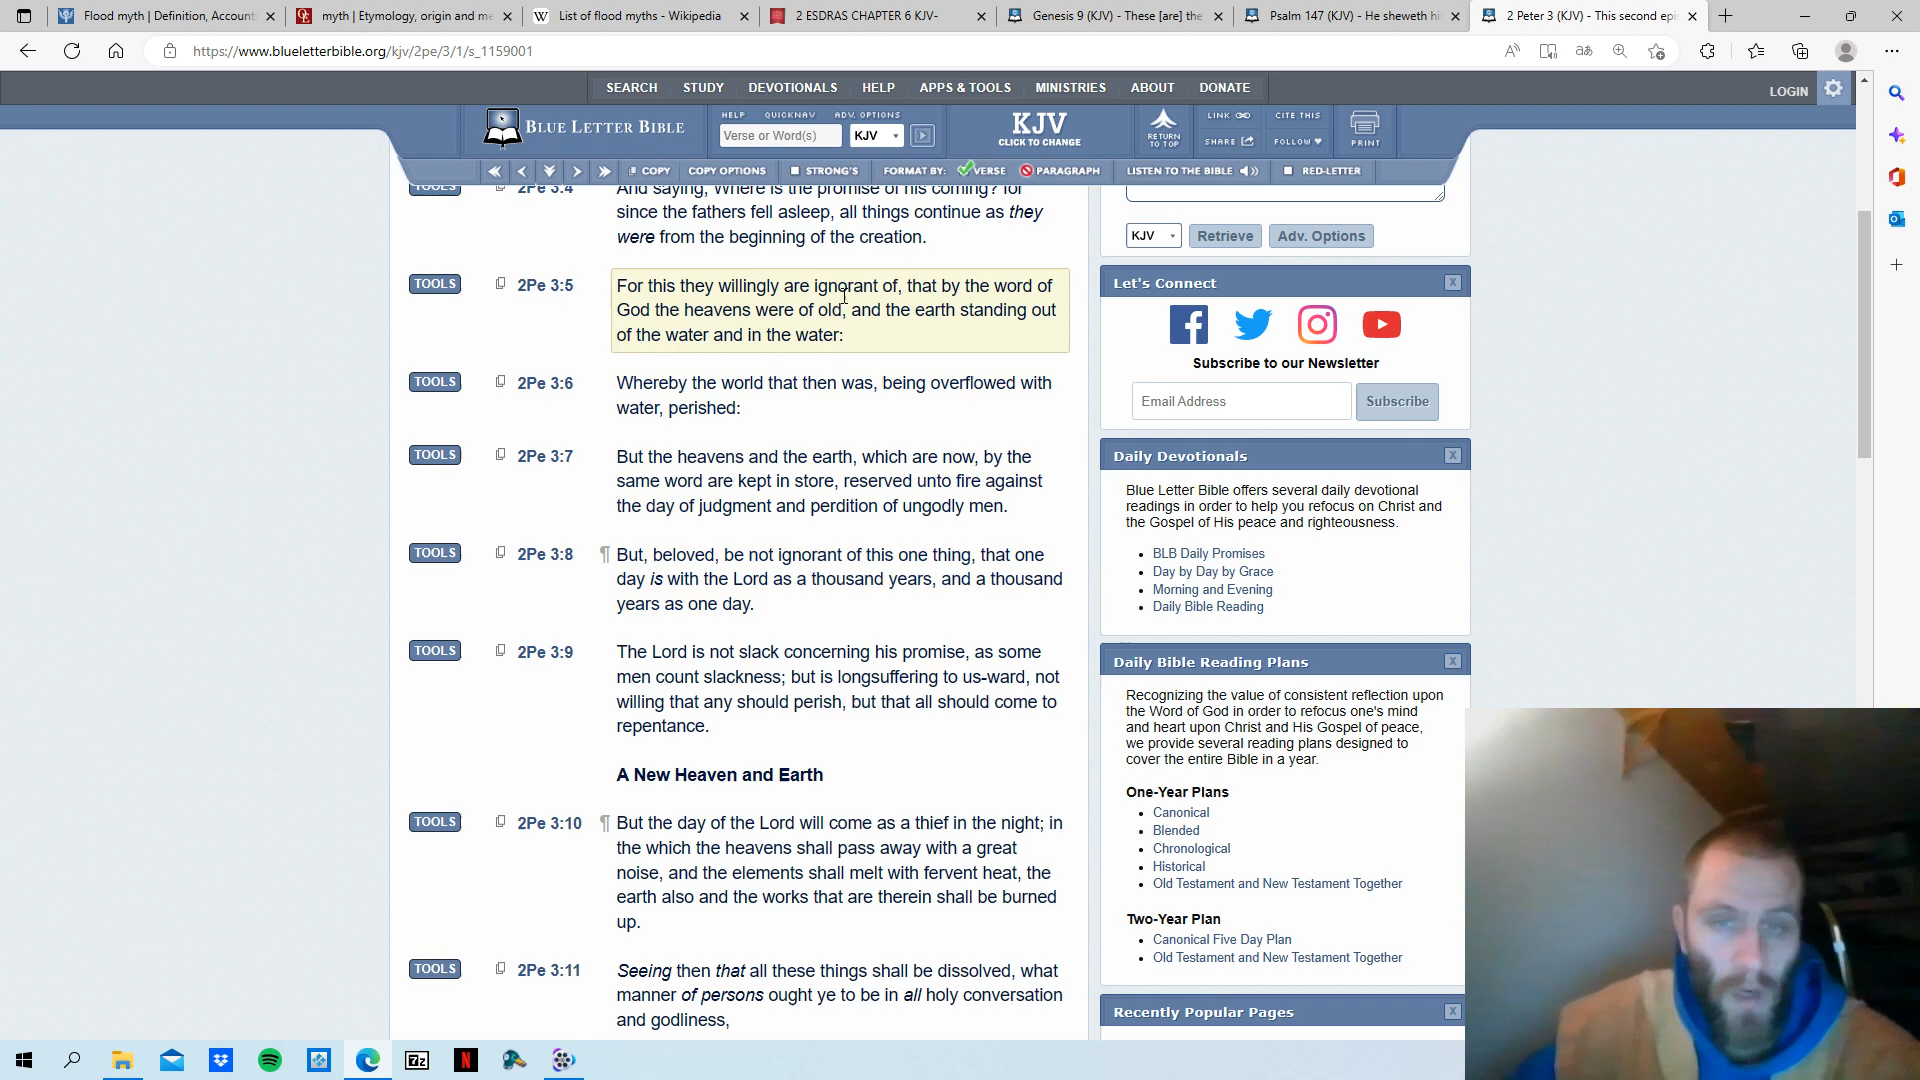 Flood myth | Definition, Account
myth | Etymology, origin and me
List of flood myths - Wikipedia
2 ESDRAS CHAPTER 6 KJV-
Genesis 9 (KJV) - These [are] the
Psalm 147 (KJV) - He sheweth hi
2 Peter 3 (KJV) - This second epi
https://www.blueletterbible.org/kjv/2pe/3/1/s_1159001
SEARCH STUDY DEVOTIONALS HELP APPS & TOOLS MINISTRIES ABOUT DONATE
LOGIN
BLUE LETTER BIBLE
HELP QUICKNAV ADV. OPTIONS
Verse or Word(s) KJV
KJV
CLICK TO CHANGE
RETURN
TO TOP
LINK CITE THIS
SHARE FOLLOW
PRINT
COPY COPY OPTIONS STRONG'S FORMAT BY: VERSE PARAGRAPH LISTEN TO THE BIBLE RED-LETTER
TOOLS 2Pe 3:4 And saying, Where is the promise of his coming? for
since the fathers fell asleep, all things continue as they
were from the beginning of the creation.
TOOLS 2Pe 3:5 For this they willingly are ignorant of, that by the word of
God the heavens were of old, and the earth standing out
of the water and in the water:
TOOLS 2Pe 3:6 Whereby the world that then was, being overflowed with
water, perished:
TOOLS 2Pe 3:7 But the heavens and the earth, which are now, by the
same word are kept in store, reserved unto fire against
the day of judgment and perdition of ungodly men.
TOOLS 2Pe 3:8 ¶ But, beloved, be not ignorant of this one thing, that one
day is with the Lord as a thousand years, and a thousand
years as one day.
TOOLS 2Pe 3:9 The Lord is not slack concerning his promise, as some
men count slackness; but is longsuffering to us-ward, not
willing that any should perish, but that all should come to
repentance.
A New Heaven and Earth
TOOLS 2Pe 3:10 ¶ But the day of the Lord will come as a thief in the night; in
the which the heavens shall pass away with a great
noise, and the elements shall melt with fervent heat, the
earth also and the works that are therein shall be burned
up.
TOOLS 2Pe 3:11 Seeing then that all these things shall be dissolved, what
manner of persons ought ye to be in all holy conversation
and godliness,
KJV Retrieve Adv. Options
Let's Connect
Subscribe to our Newsletter
Email Address Subscribe
Daily Devotionals
Blue Letter Bible offers several daily devotional
readings in order to help you refocus on Christ and
the Gospel of His peace and righteousness.
BLB Daily Promises
Day by Day by Grace
Morning and Evening
Daily Bible Reading
Daily Bible Reading Plans
Recognizing the value of consistent reflection upon
the Word of God in order to refocus one's mind
and heart upon Christ and His Gospel of peace,
we provide several reading plans designed to
cover the entire Bible in a year.
One-Year Plans
Canonical
Blended
Chronological
Historical
Old Testament and New Testament Together
Two-Year Plan
Canonical Five Day Plan
Old Testament and New Testament Together
Recently Popular Pages